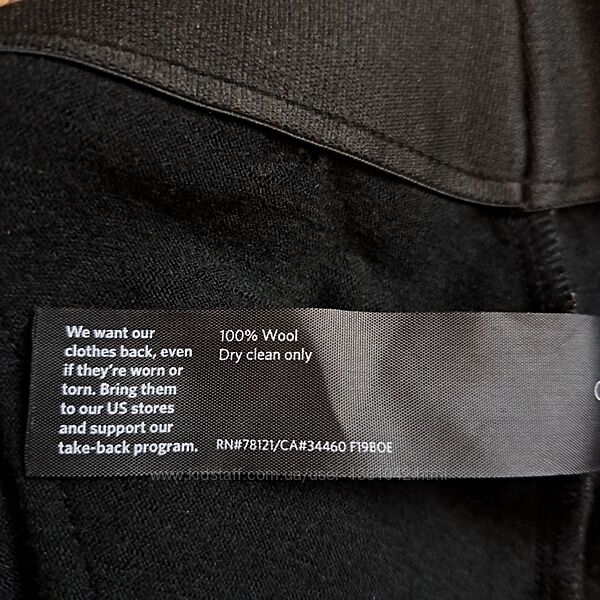 We want our
clothes back, even
if they're worn or
torn. Bring them
to our US stores
and support our
take-back program.
100% Wool
Dry clean only
RN#78121/CA#34460 F19BOE